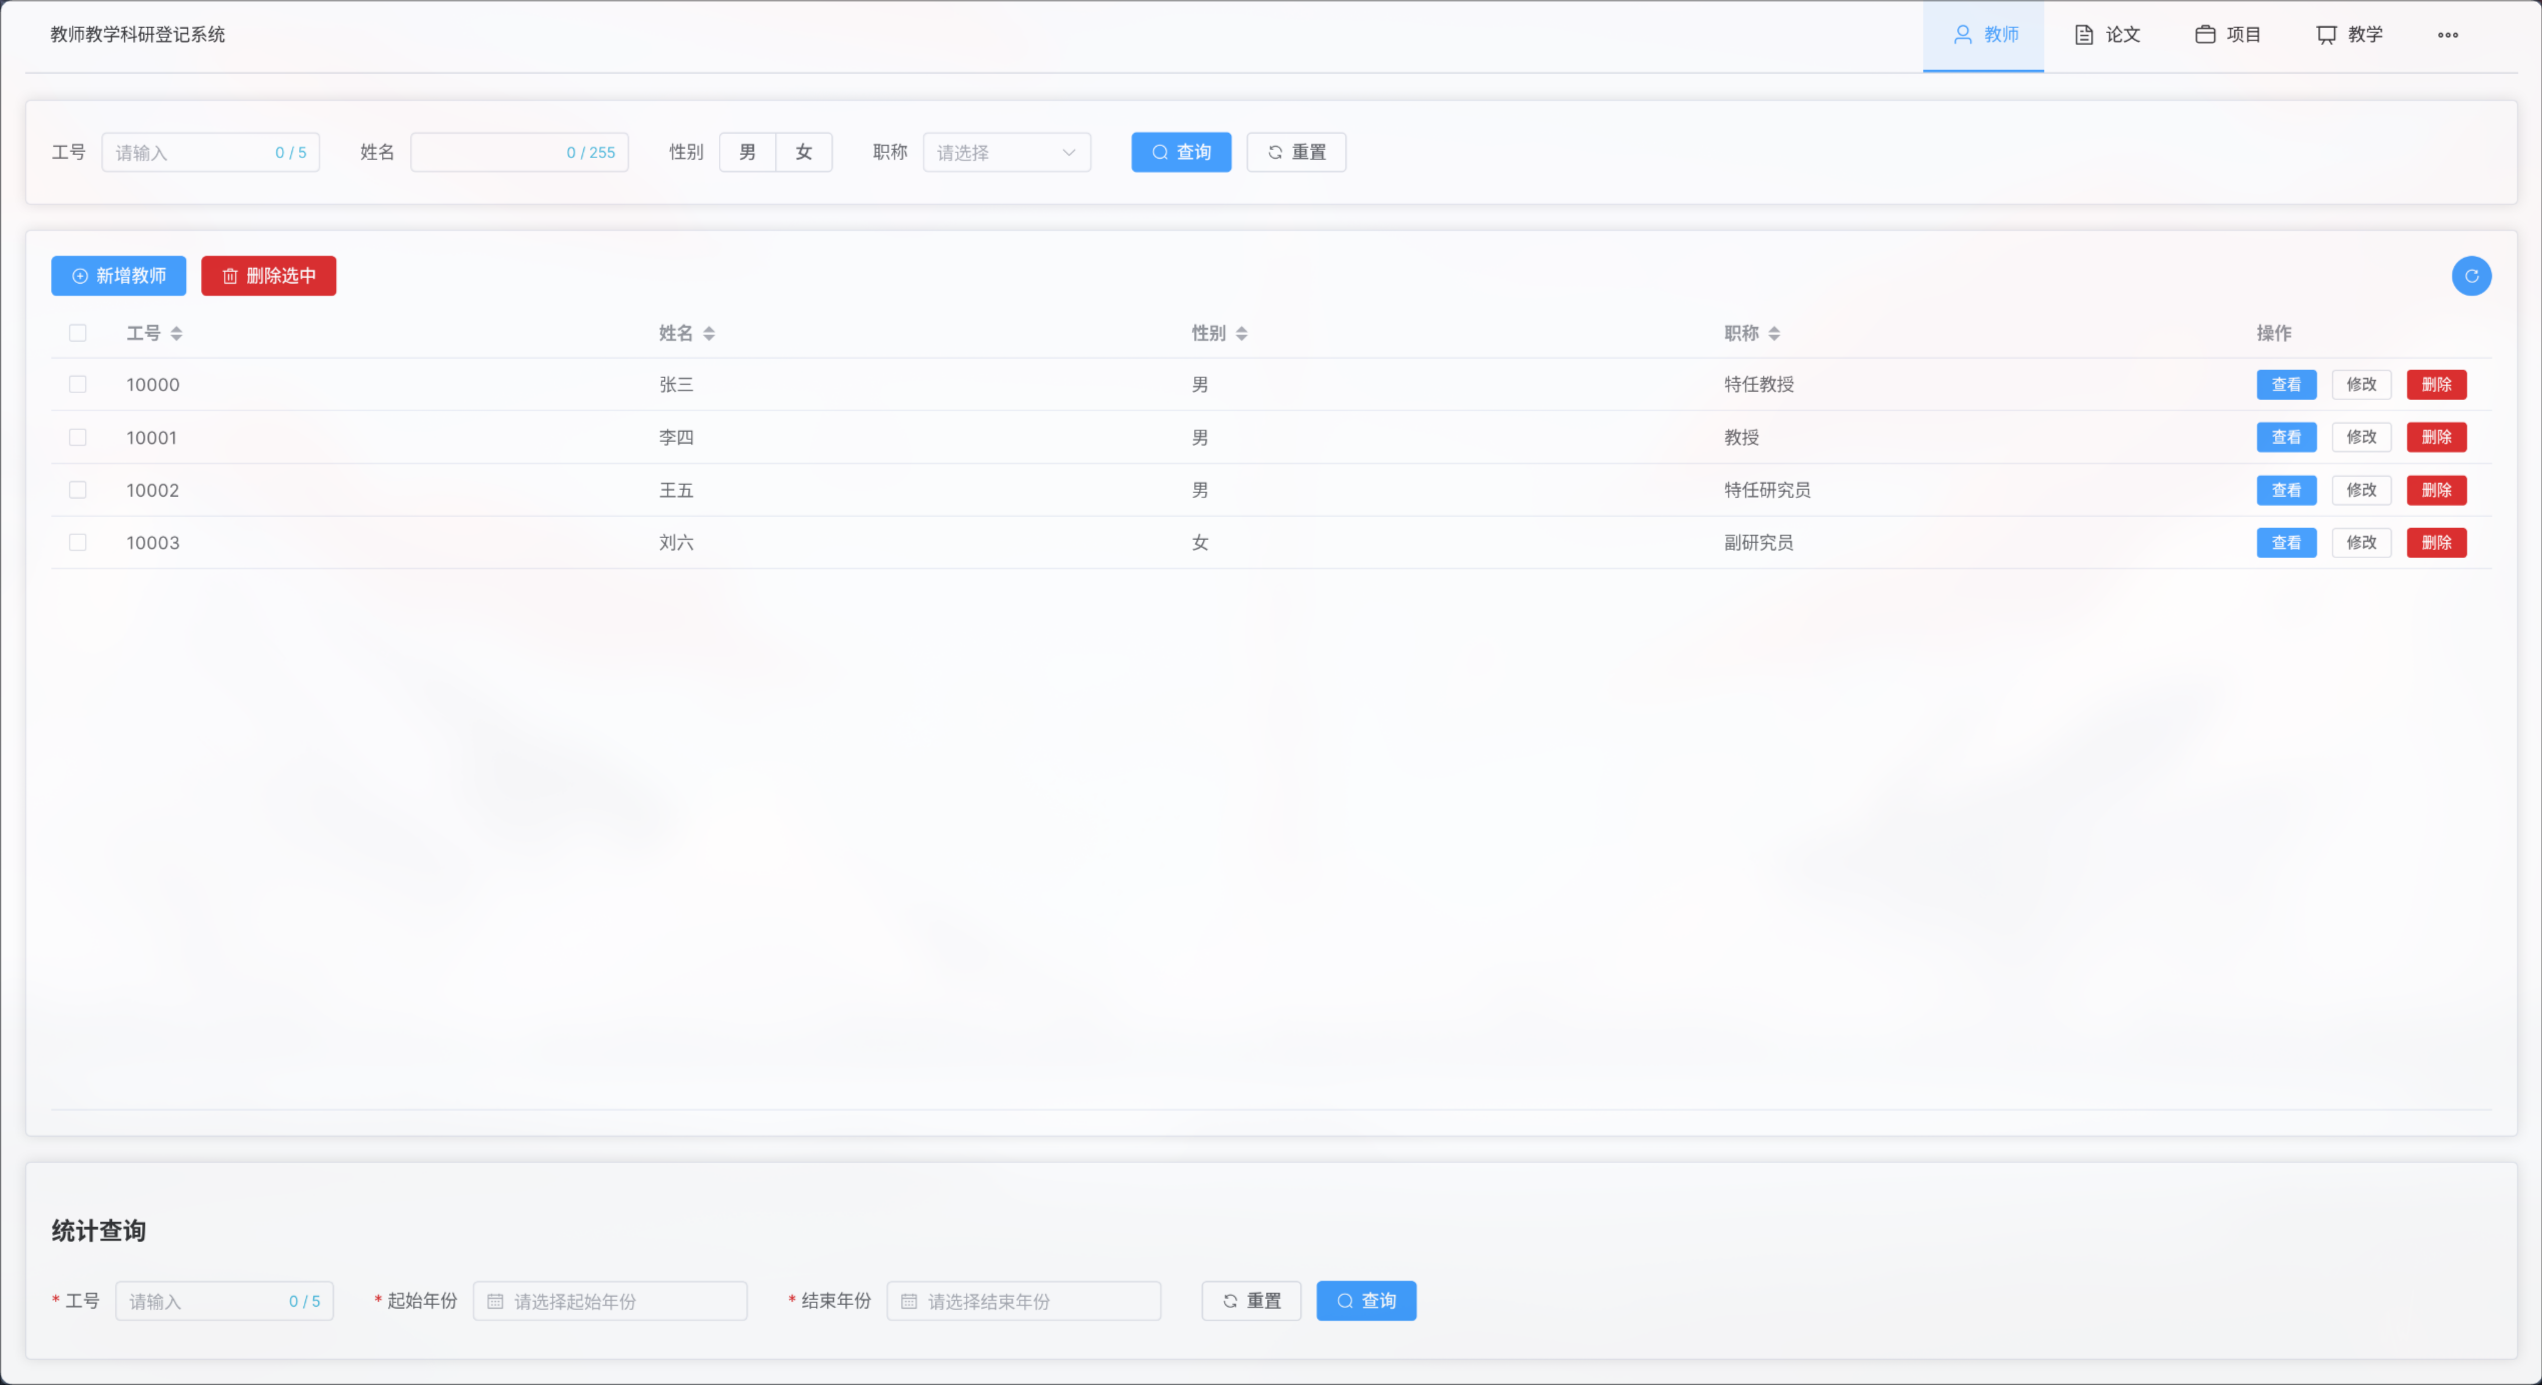 教师教学科研登记系统 教师 论文 项目 教学
工号 请输入 0 / 5 姓名 0 / 255 性别 男 女 职称 请选择 查询 重置
新增教师 删除选中
工号 姓名 性别 职称 操作
10000 张三 男 特任教授 查看 修改 删除
10001 李四 男 教授 查看 修改 删除
10002 王五 男 特任研究员 查看 修改 删除
10003 刘六 女 副研究员 查看 修改 删除
统计查询
* 工号 请输入 0 / 5 * 起始年份 请选择起始年份 * 结束年份 请选择结束年份 重置 查询